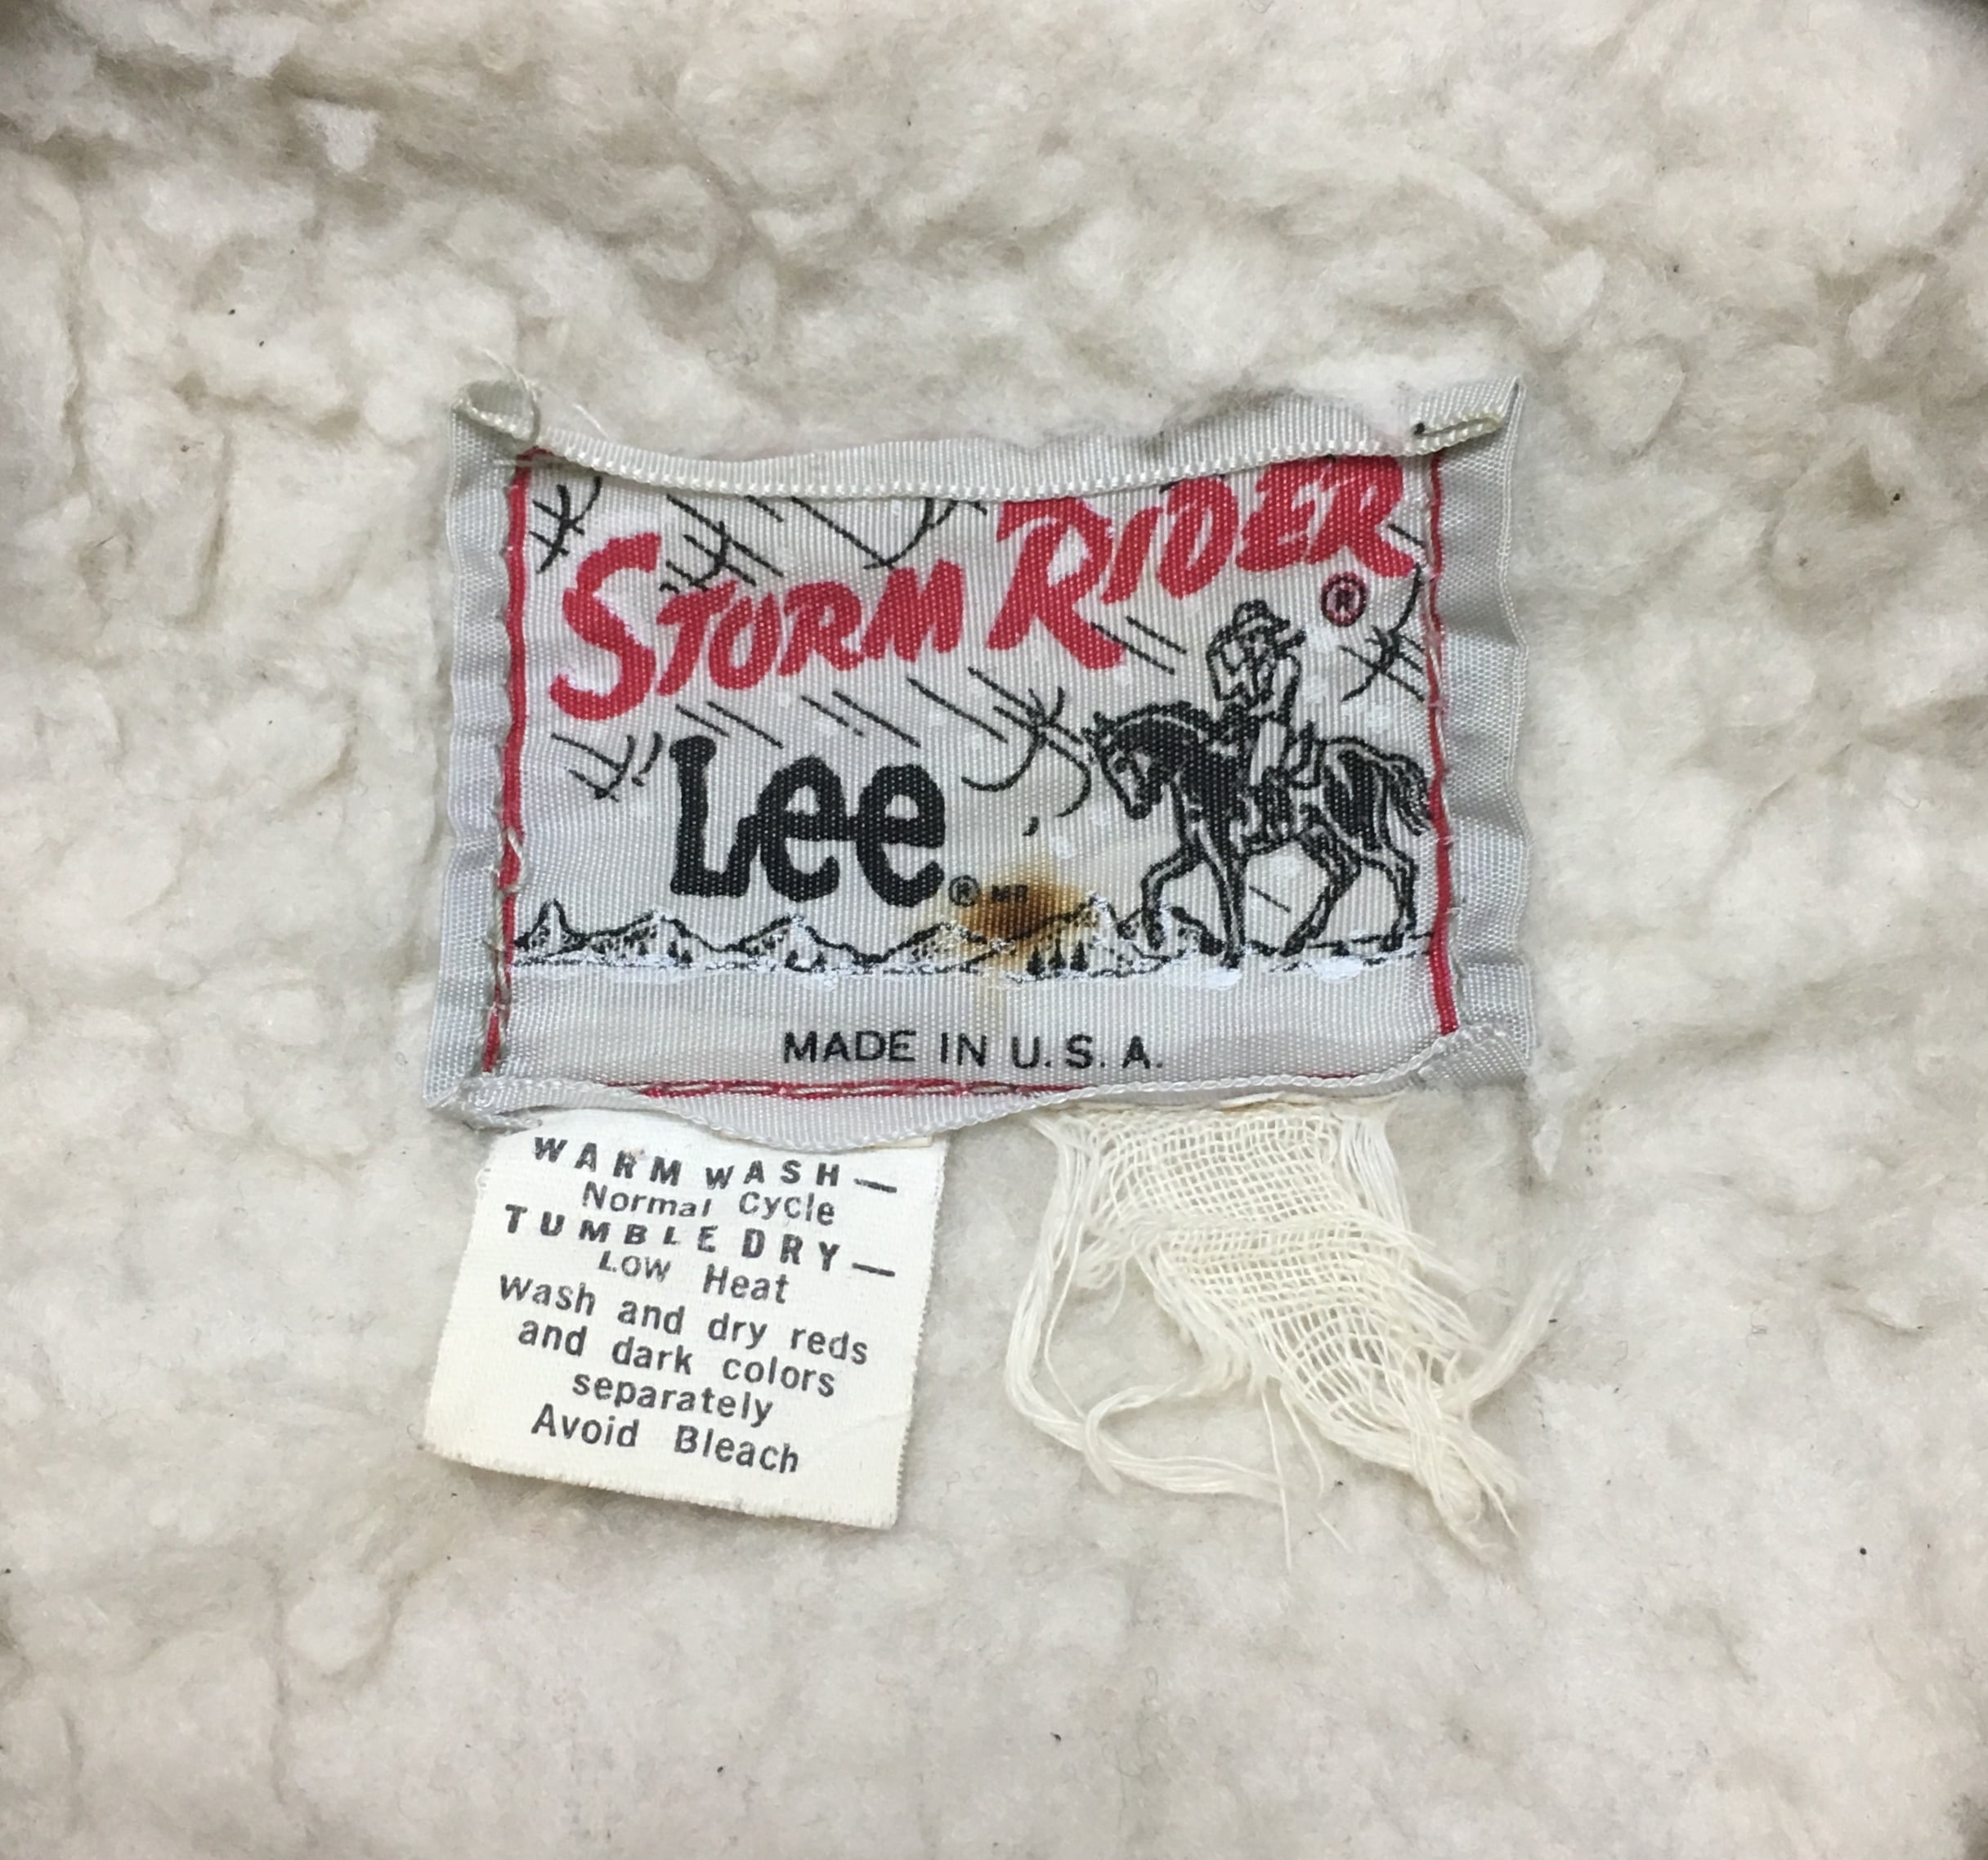 STORM RIDER
®
Lee
® MR
MADE IN U.S.A.
WARM WASH—
Normal Cycle
TUMBLE DRY—
Low Heat
Wash and dry reds
and dark colors
separately
Avoid Bleach